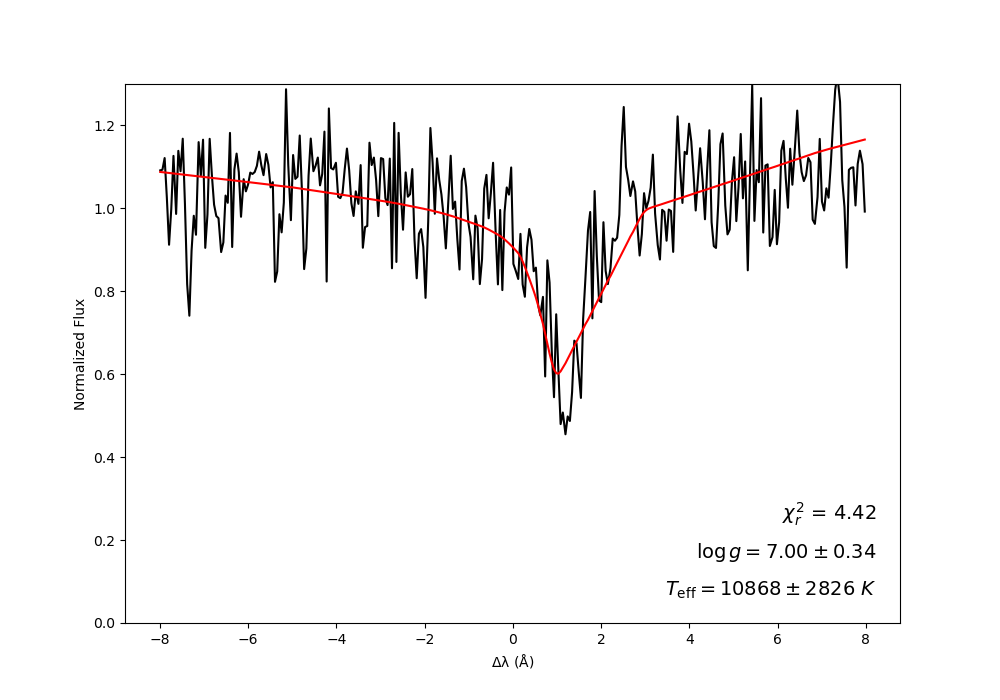 1.2
1.0
0.8
0.6
0.4
0.2
0.0
Normalized Flux
χ²ᵣ = 4.42
log g = 7.00 ± 0.34
T_eff = 10868 ± 2826 K
−8 −6 −4 −2 0 2 4 6 8
Δλ (Å)